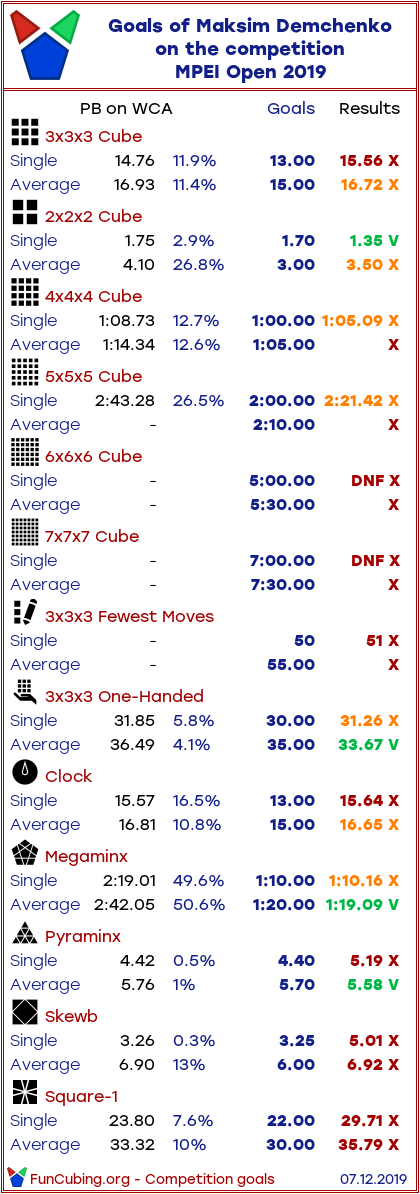 Goals of Maksim Demchenko
on the competition
MPEI Open 2019
PB on WCA Goals Results
3x3x3 Cube
Single 14.76 11.9% 13.00 15.56 X
Average 16.93 11.4% 15.00 16.72 X
2x2x2 Cube
Single 1.75 2.9% 1.70 1.35 V
Average 4.10 26.8% 3.00 3.50 X
4x4x4 Cube
Single 1:08.73 12.7% 1:00.00 1:05.09 X
Average 1:14.34 12.6% 1:05.00 X
5x5x5 Cube
Single 2:43.28 26.5% 2:00.00 2:21.42 X
Average - 2:10.00 X
6x6x6 Cube
Single - 5:00.00 DNF X
Average - 5:30.00 X
7x7x7 Cube
Single - 7:00.00 DNF X
Average - 7:30.00 X
3x3x3 Fewest Moves
Single - 50 51 X
Average - 55.00 X
3x3x3 One-Handed
Single 31.85 5.8% 30.00 31.26 X
Average 36.49 4.1% 35.00 33.67 V
Clock
Single 15.57 16.5% 13.00 15.64 X
Average 16.81 10.8% 15.00 16.65 X
Megaminx
Single 2:19.01 49.6% 1:10.00 1:10.16 X
Average 2:42.05 50.6% 1:20.00 1:19.09 V
Pyraminx
Single 4.42 0.5% 4.40 5.19 X
Average 5.76 1% 5.70 5.58 V
Skewb
Single 3.26 0.3% 3.25 5.01 X
Average 6.90 13% 6.00 6.92 X
Square-1
Single 23.80 7.6% 22.00 29.71 X
Average 33.32 10% 30.00 35.79 X
FunCubing.org - Competition goals 07.12.2019